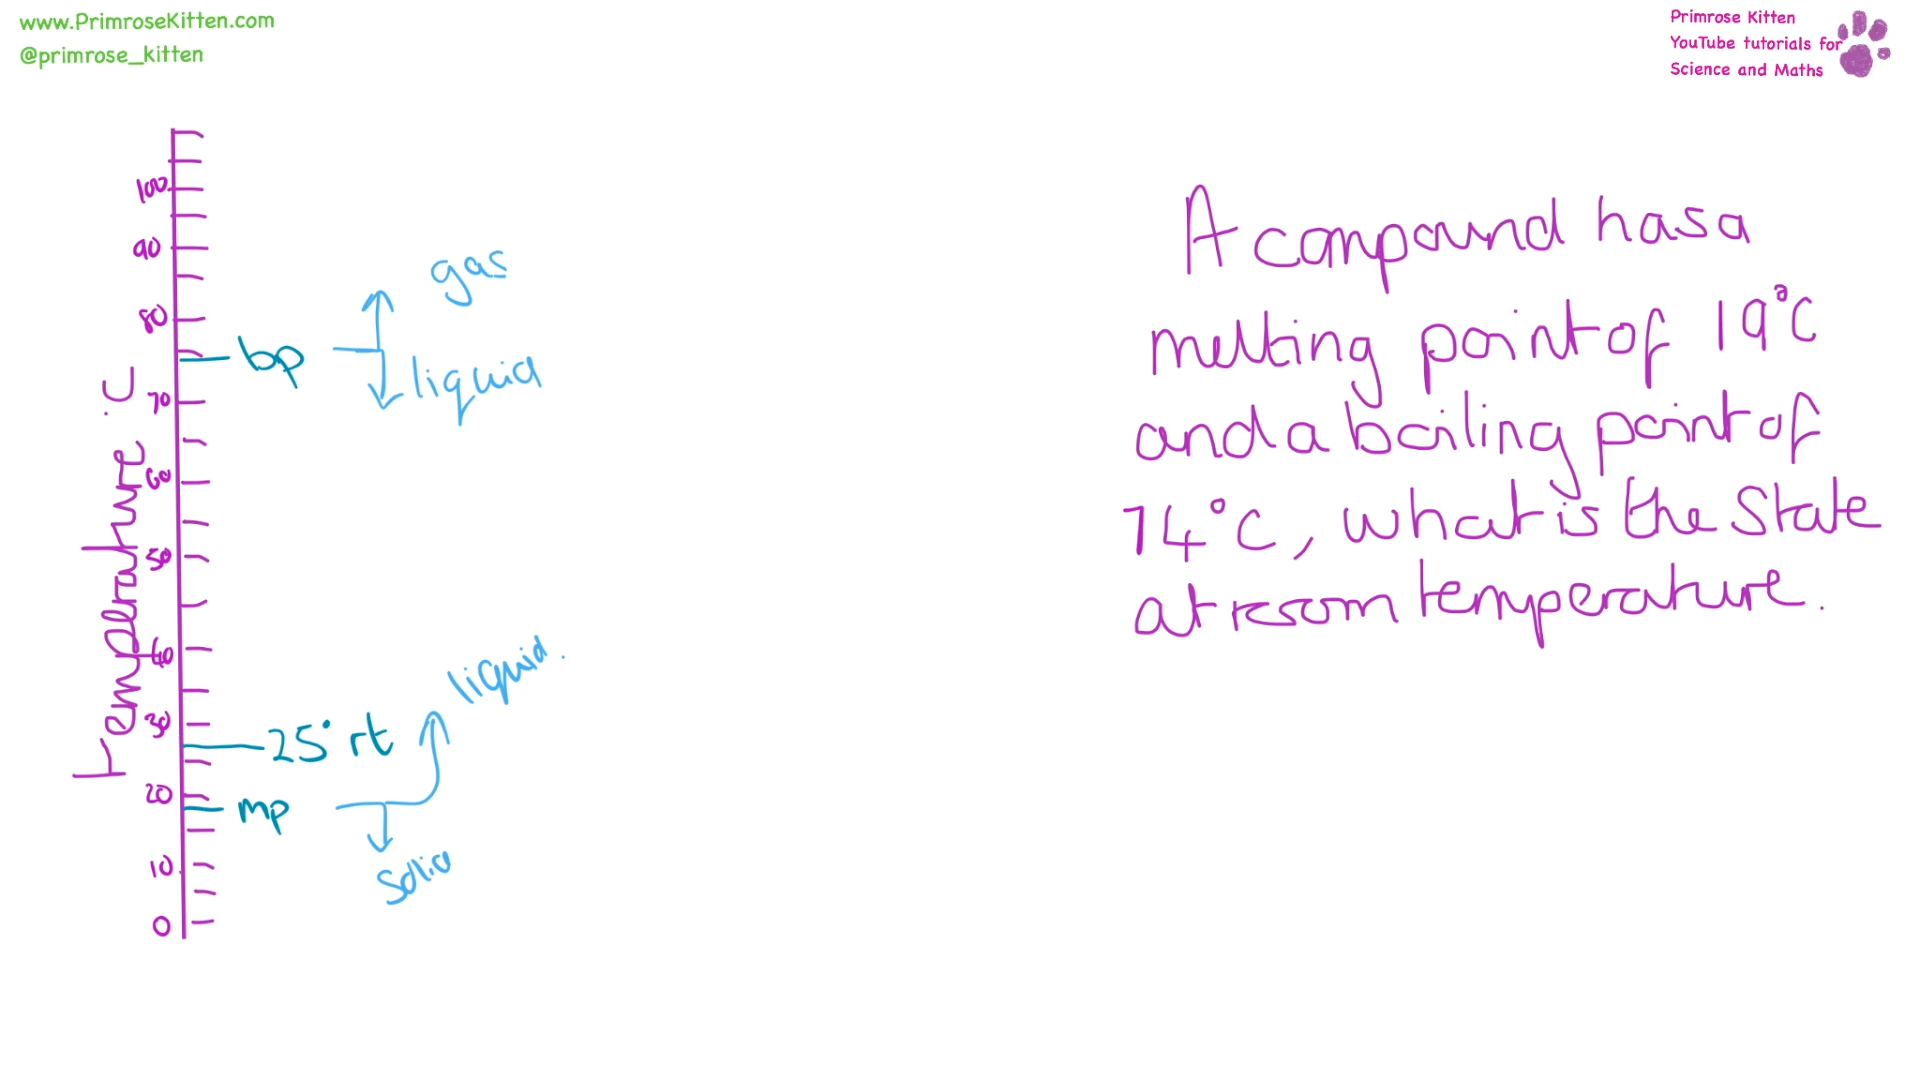 www.PrimroseKitten.com
@primrose_kitten
Primrose Kitten
YouTube tutorials for
Science and Maths
Temperature °C
100
90
80
70
60
50
40
30
20
10
0
bp
gas
liquid
25° rt
liquid.
mp
solid
A compound has a
melting point of 19°C
and a boiling point of
74°C, what is the state
at room temperature.